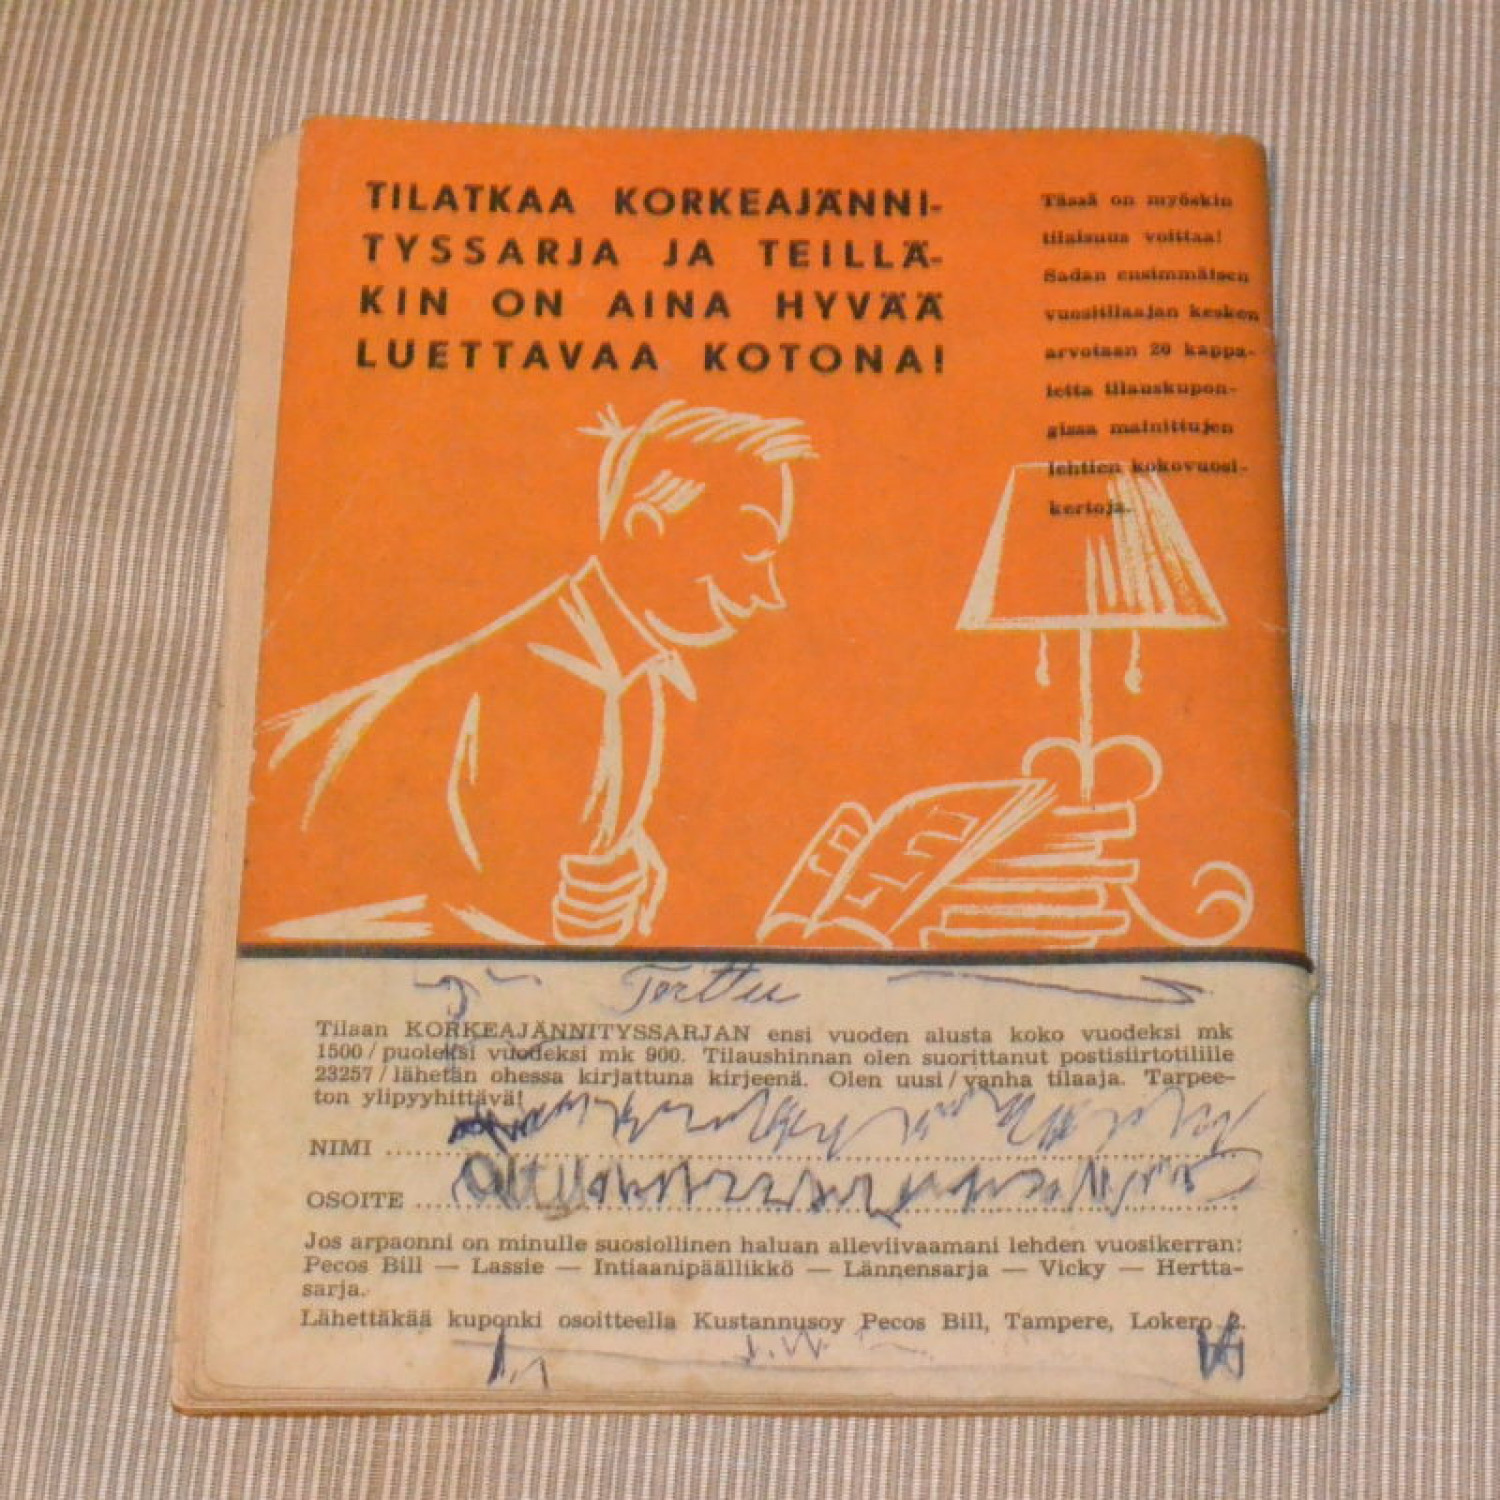 TILATKAA KORKEAJÄNNI-
TYSSARJA JA TEILLÄ-
KIN ON AINA HYVÄÄ
LUETTAVAA KOTONA!
Tässä on myöskin
tilaisuus voittaa!
Sadan ensimmäisen
vuositilaajan kesken
arvotaan 20 kappa-
letta tilauskupon-
gissa mainittujen
lehtien kokovuosi-
kertoja.
Terttu
Tilaan KORKEAJÄNNITYSSARJAN ensi vuoden alusta koko vuodeksi mk
1500/puoleksi vuodeksi mk 900. Tilaushinnan olen suorittanut postisiirtotilille
23257/lähetän ohessa kirjattuna kirjeenä. Olen uusi/vanha tilaaja. Tarpee-
ton ylipyyhittävä!
NIMI
OSOITE
Jos arpaonni on minulle suosiollinen haluan alleviivaamani lehden vuosikerran:
Pecos Bill — Lassie — Intiaanipäällikkö — Lännensarja — Vicky — Hertta-
sarja.
Lähettäkää kuponki osoitteella Kustannusoy Pecos Bill, Tampere, Lokero 2.